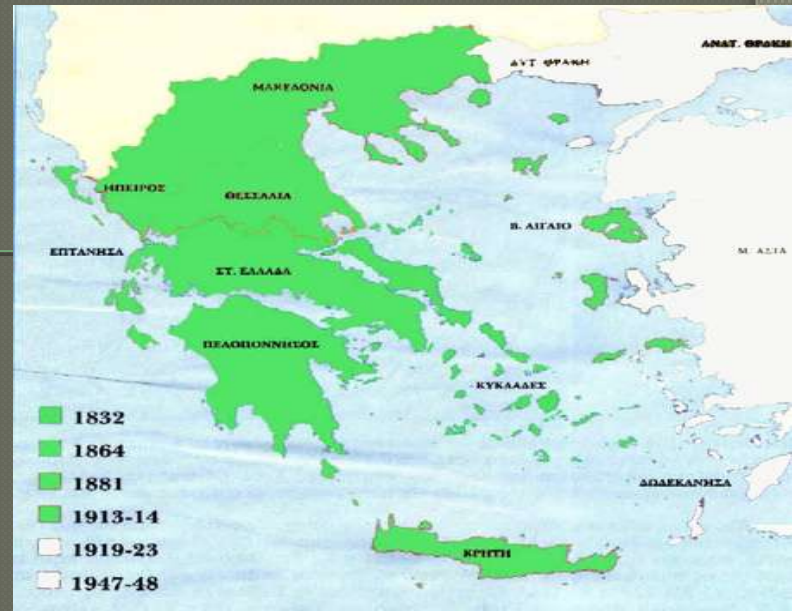 ΑΝΑΤ. ΘΡΑΚΗ
ΔΥΤ ΘΡΑΚΗ
ΜΑΚΕΔΟΝΙΑ
ΗΠΕΙΡΟΣ
ΘΕΣΣΑΛΙΑ
Β. ΑΙΓΑΙΟ
ΕΠΤΑΝΗΣΑ
Μ. ΑΣΙΑ
ΣΤ. ΕΛΛΑΔΑ
ΠΕΛΟΠΟΝΝΗΣΟΣ
ΚΥΚΛΑΔΕΣ
1832
1864
1881
ΔΩΔΕΚΑΝΗΣΑ
1913-14
1919-23
ΚΡΗΤΗ
1947-48